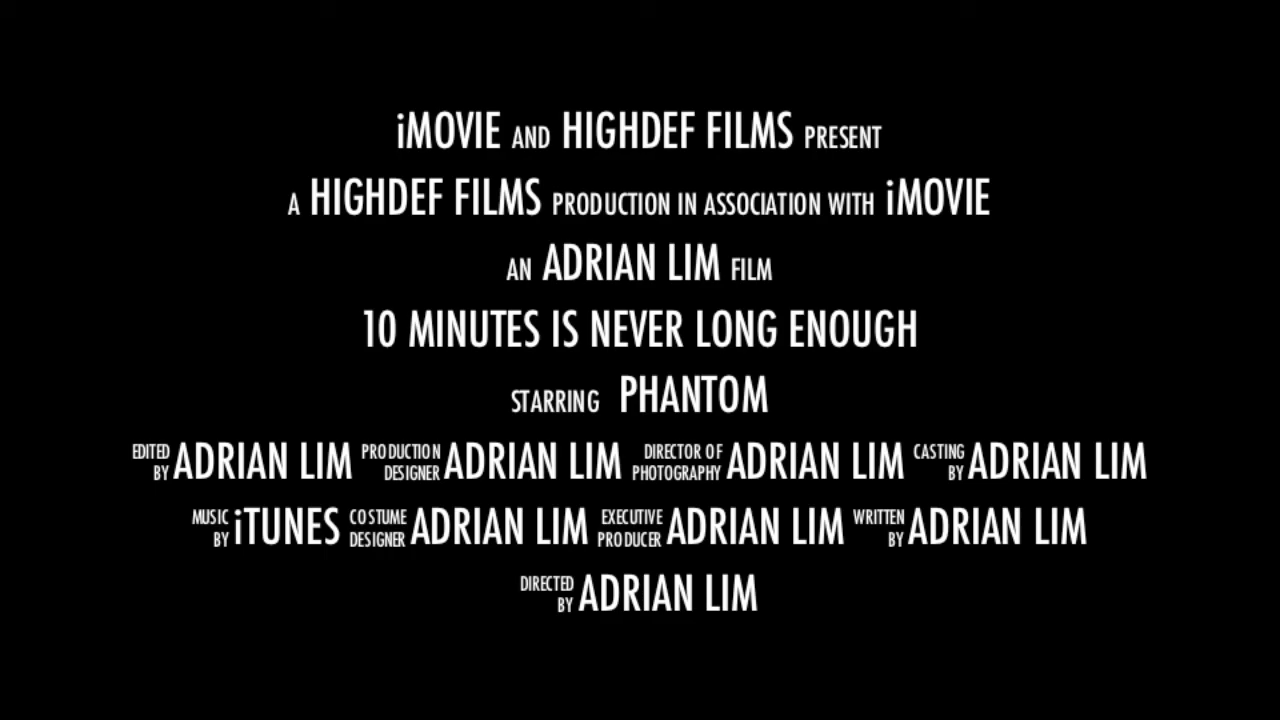 iMOVIE AND HIGHDEF FILMS PRESENT
A HIGHDEF FILMS PRODUCTION IN ASSOCIATION WITH iMOVIE
AN ADRIAN LIM FILM
10 MINUTES IS NEVER LONG ENOUGH
STARRING PHANTOM
EDITED BY ADRIAN LIM PRODUCTION DESIGNER ADRIAN LIM DIRECTOR OF PHOTOGRAPHY ADRIAN LIM CASTING BY ADRIAN LIM
MUSIC BY iTUNES COSTUME DESIGNER ADRIAN LIM EXECUTIVE PRODUCER ADRIAN LIM WRITTEN BY ADRIAN LIM
DIRECTED BY ADRIAN LIM